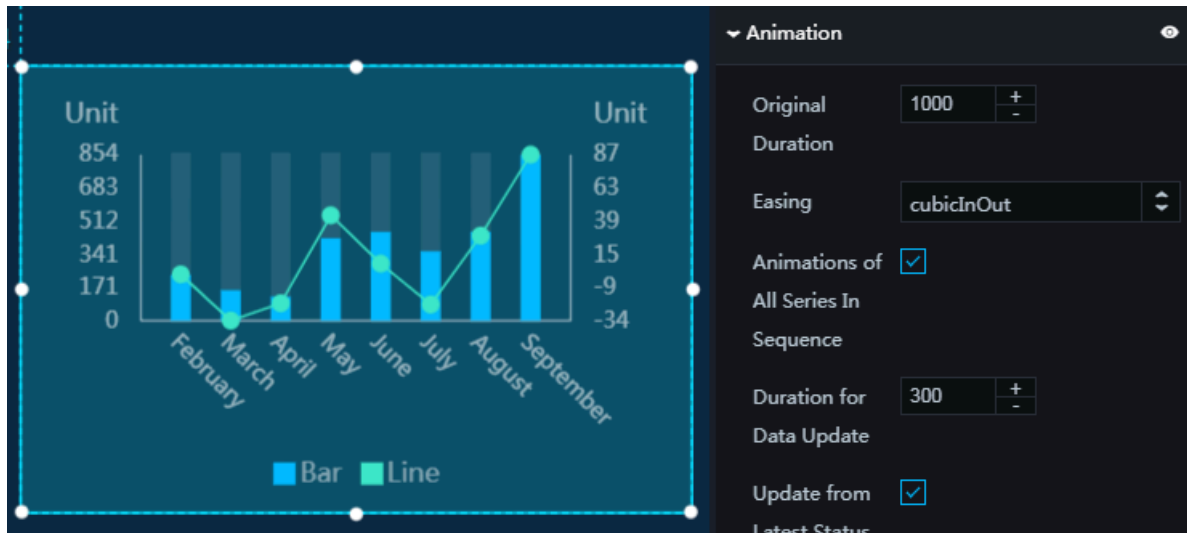 Unit
Unit
854
683
512
341
171
0
87
63
39
15
-9
-34
February
March
April
May
June
July
August
September
Bar
Line
Animation
Original
Duration
1000
+
-
Easing
cubicInOut
Animations of
All Series In
Sequence
Duration for
Data Update
300
+
-
Update from
Latest Status